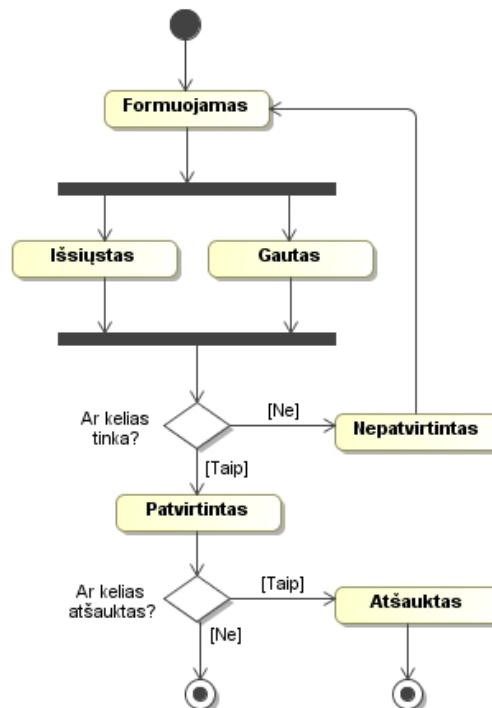 Formuojamas
Išsiųstas
Gautas
Ar kelias
tinka?
[Ne]
Nepatvirtintas
[Taip]
Patvirtintas
Ar kelias
atšauktas?
[Taip]
Atšauktas
[Ne]